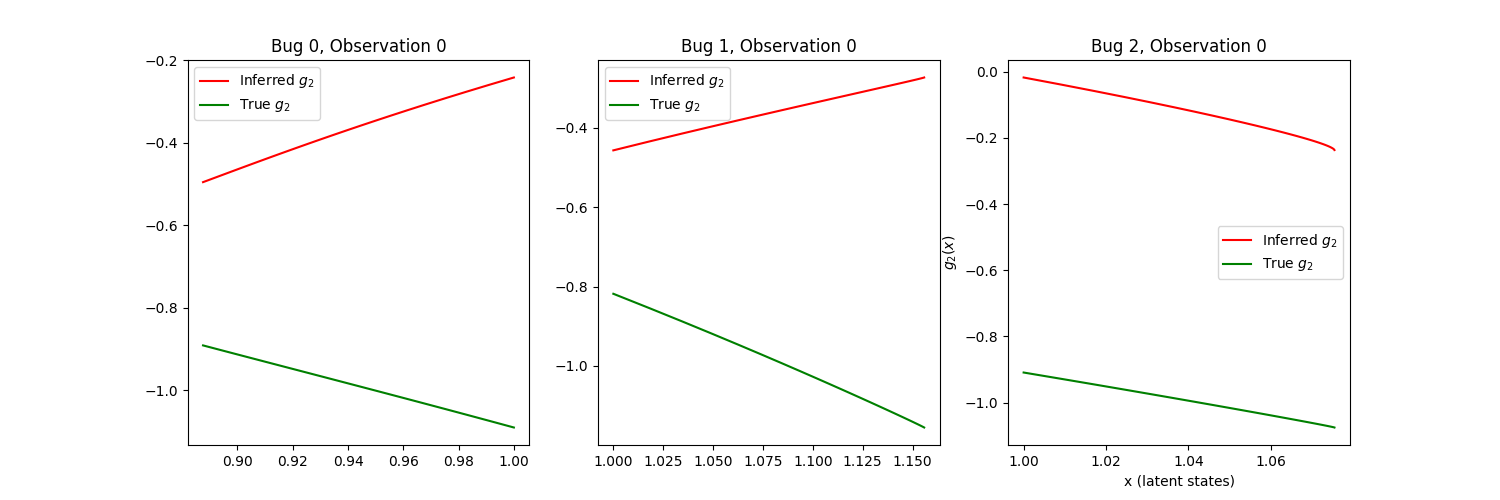 Bug 0, Observation 0
Inferred g₂
True g₂
−0.2
−0.4
−0.6
−0.8
−1.0
0.90 0.92 0.94 0.96 0.98 1.00
Bug 1, Observation 0
Inferred g₂
True g₂
−0.4
−0.6
−0.8
−1.0
1.000 1.025 1.050 1.075 1.100 1.125 1.150
Bug 2, Observation 0
Inferred g₂
True g₂
g₂(x)
0.0
−0.2
−0.4
−0.6
−0.8
−1.0
1.00 1.02 1.04 1.06
x (latent states)